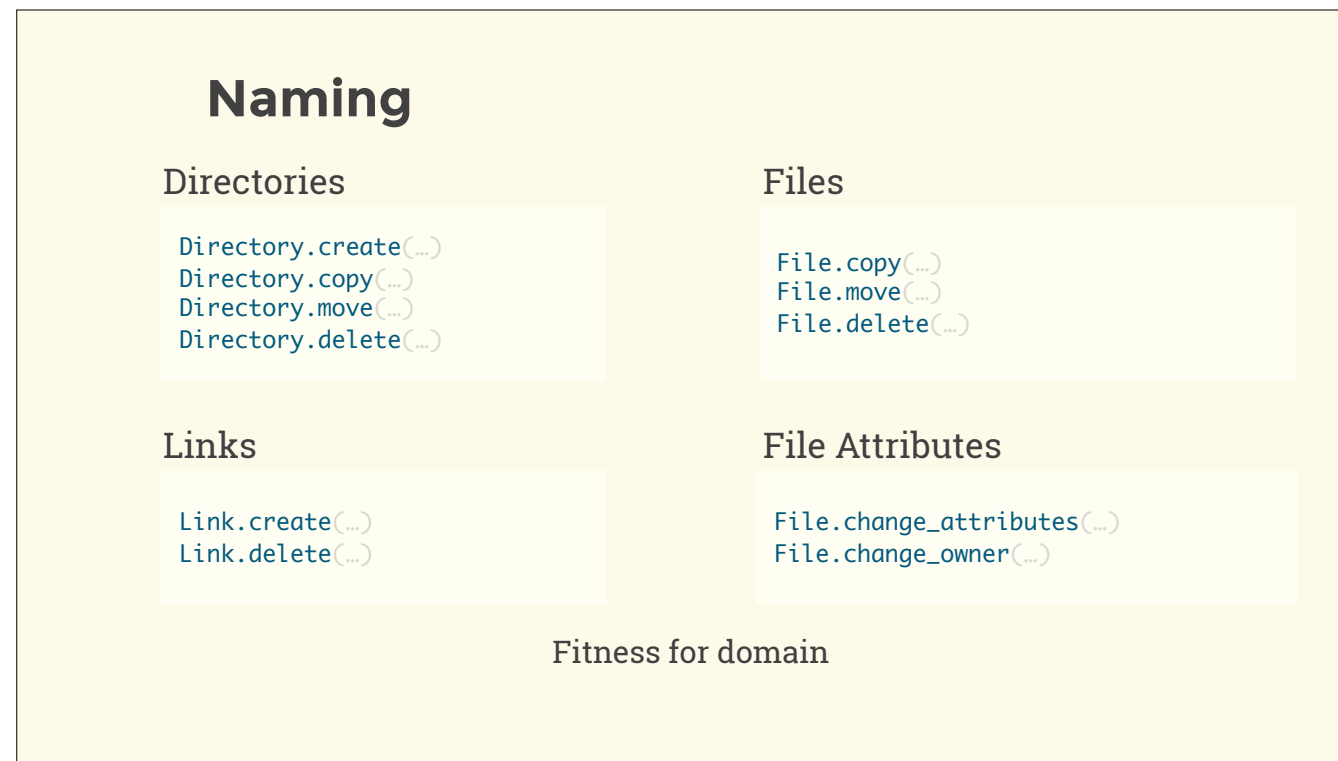 Naming
Directories
Directory.create(…)
Directory.copy(…)
Directory.move(…)
Directory.delete(…)
Files
File.copy(…)
File.move(…)
File.delete(…)
Links
Link.create(…)
Link.delete(…)
File Attributes
File.change_attributes(…)
File.change_owner(…)
Fitness for domain